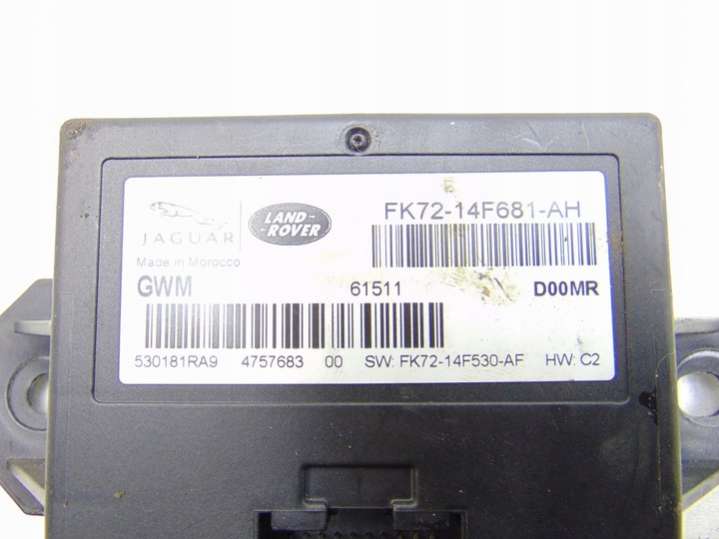 JAGUAR
LAND-
-ROVER
FK72-14F681-AH
Made in Morocco
GWM 61511 D00MR
530181RA9 4757683 00 SW: FK72-14F530-AF HW: C2